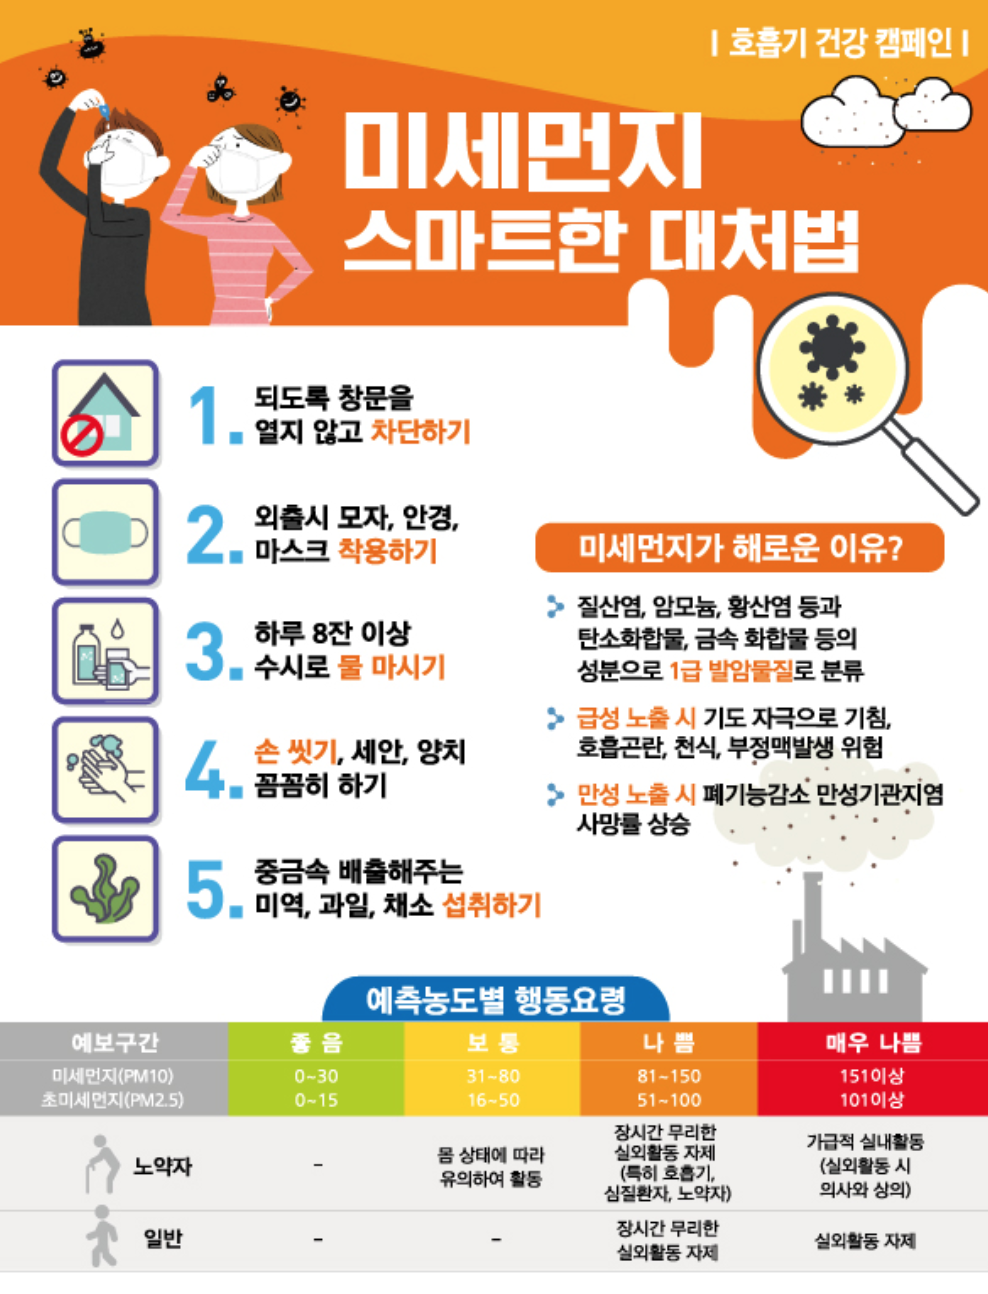 | 호흡기 건강 캠페인 |
미세먼지
스마트한 대처법
1. 되도록 창문을
열지 않고 차단하기
2. 외출시 모자, 안경,
마스크 착용하기
3. 하루 8잔 이상
수시로 물 마시기
4. 손 씻기, 세안, 양치
꼼꼼히 하기
5. 중금속 배출해주는
미역, 과일, 채소 섭취하기
미세먼지가 해로운 이유?
질산염, 암모늄, 황산염 등과
탄소화합물, 금속 화합물 등의
성분으로 1급 발암물질로 분류
급성 노출 시 기도 자극으로 기침,
호흡곤란, 천식, 부정맥발생 위험
만성 노출 시 폐기능감소 만성기관지염
사망률 상승
예측농도별 행동요령
예보구간 좋 음 보 통 나 쁨 매우 나쁨
미세먼지(PM10) 0~30 31~80 81~150 151이상
초미세먼지(PM2.5) 0~15 16~50 51~100 101이상
노약자 - 몸 상태에 따라
유의하여 활동
장시간 무리한
실외활동 자제
(특히 호흡기,
심질환자, 노약자)
가급적 실내활동
(실외활동 시
의사와 상의)
일반 - - 장시간 무리한
실외활동 자제
실외활동 자제